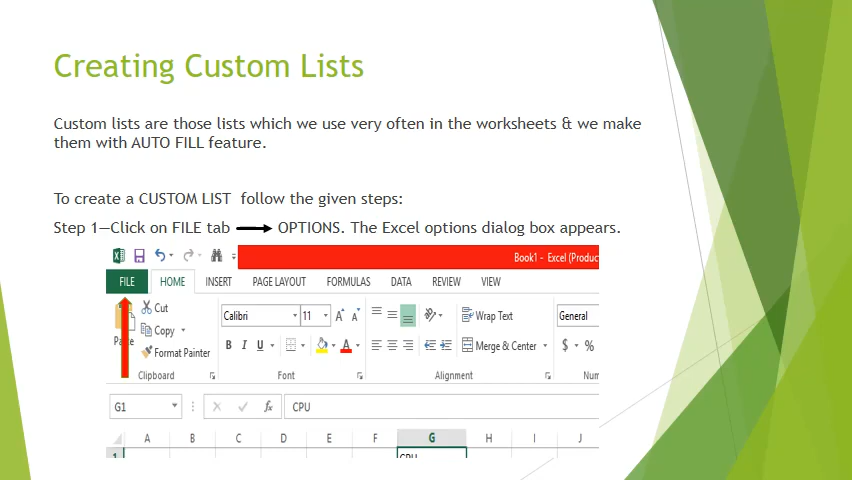 Creating Custom Lists
Custom lists are those lists which we use very often in the worksheets & we make
them with AUTO FILL feature.
To create a CUSTOM LIST  follow the given steps:
Step 1—Click on FILE tab OPTIONS. The Excel options dialog box appears.
Book1 - Excel (Produc
FILE HOME INSERT PAGE LAYOUT FORMULAS DATA REVIEW VIEW
Cut
Calibri 11 A A Wrap Text General
Copy
B I U A Merge & Center $ %
Format Painter
Clipboard Font Alignment Nu
G1 fx CPU
A B C D E F G H I J
1 CPU